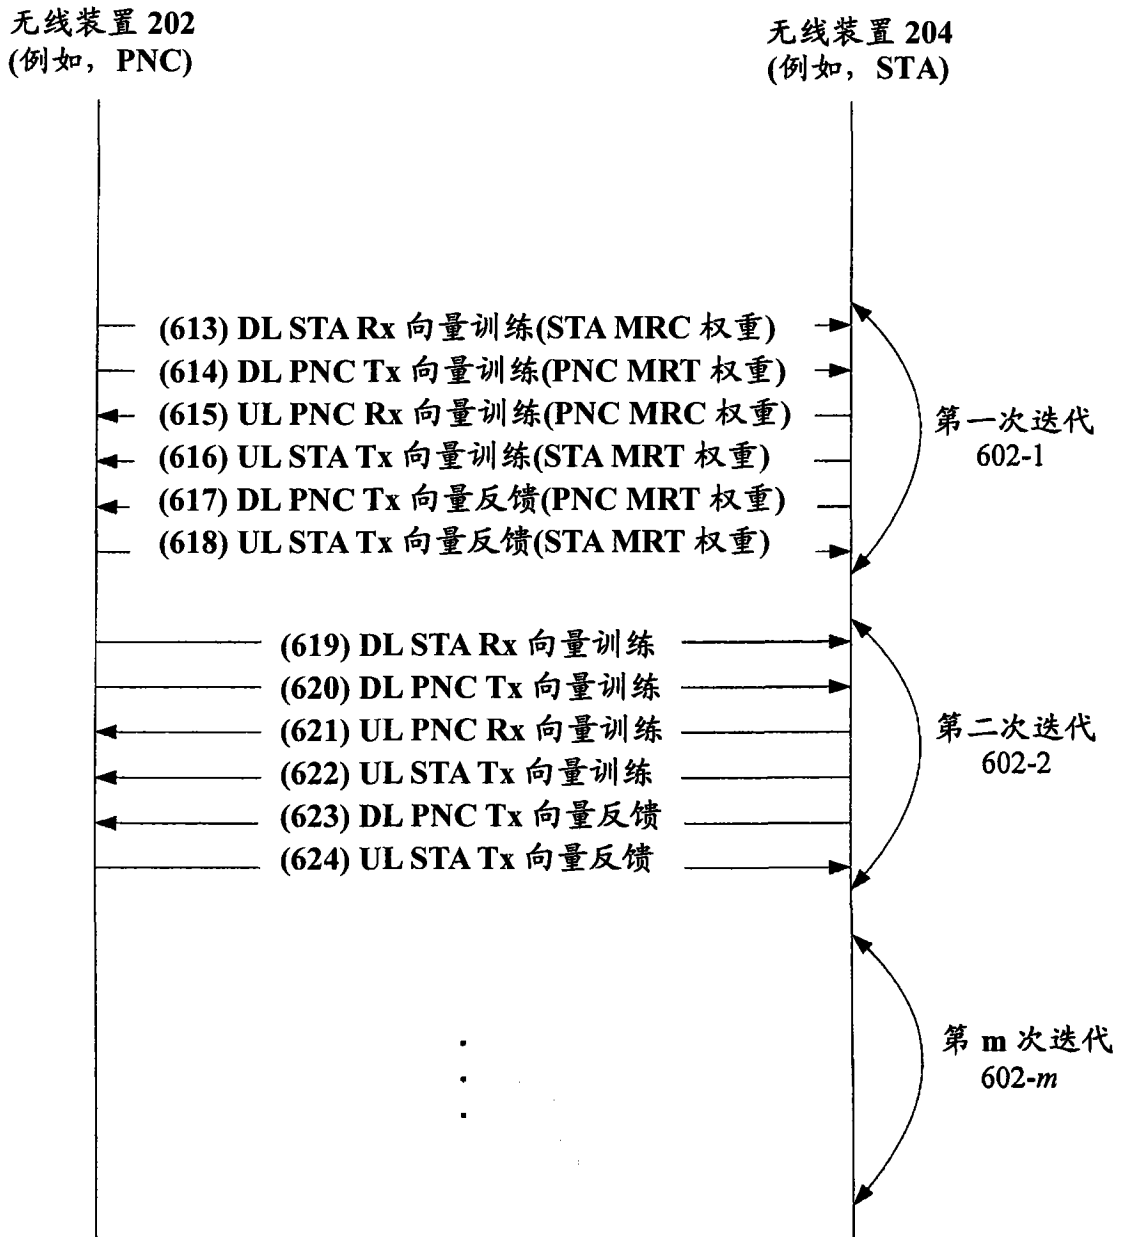 无线装置 202
(例如，PNC)
无线装置 204
(例如，STA)
(613) DL STA Rx 向量训练(STA MRC 权重)
(614) DL PNC Tx 向量训练(PNC MRT 权重)
(615) UL PNC Rx 向量训练(PNC MRC 权重)
(616) UL STA Tx 向量训练(STA MRT 权重)
(617) DL PNC Tx 向量反馈(PNC MRT 权重)
(618) UL STA Tx 向量反馈(STA MRT 权重)
第一次迭代
602-1
(619) DL STA Rx 向量训练
(620) DL PNC Tx 向量训练
(621) UL PNC Rx 向量训练
(622) UL STA Tx 向量训练
(623) DL PNC Tx 向量反馈
(624) UL STA Tx 向量反馈
第二次迭代
602-2
第 m 次迭代
602-m